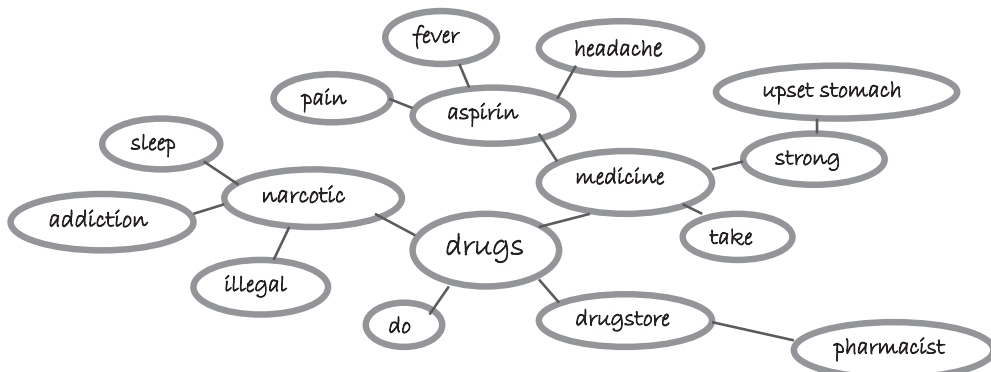 fever
headache
upset stomach
pain
aspirin
sleep
strong
medicine
narcotic
addiction
take
drugs
illegal
do
drugstore
pharmacist